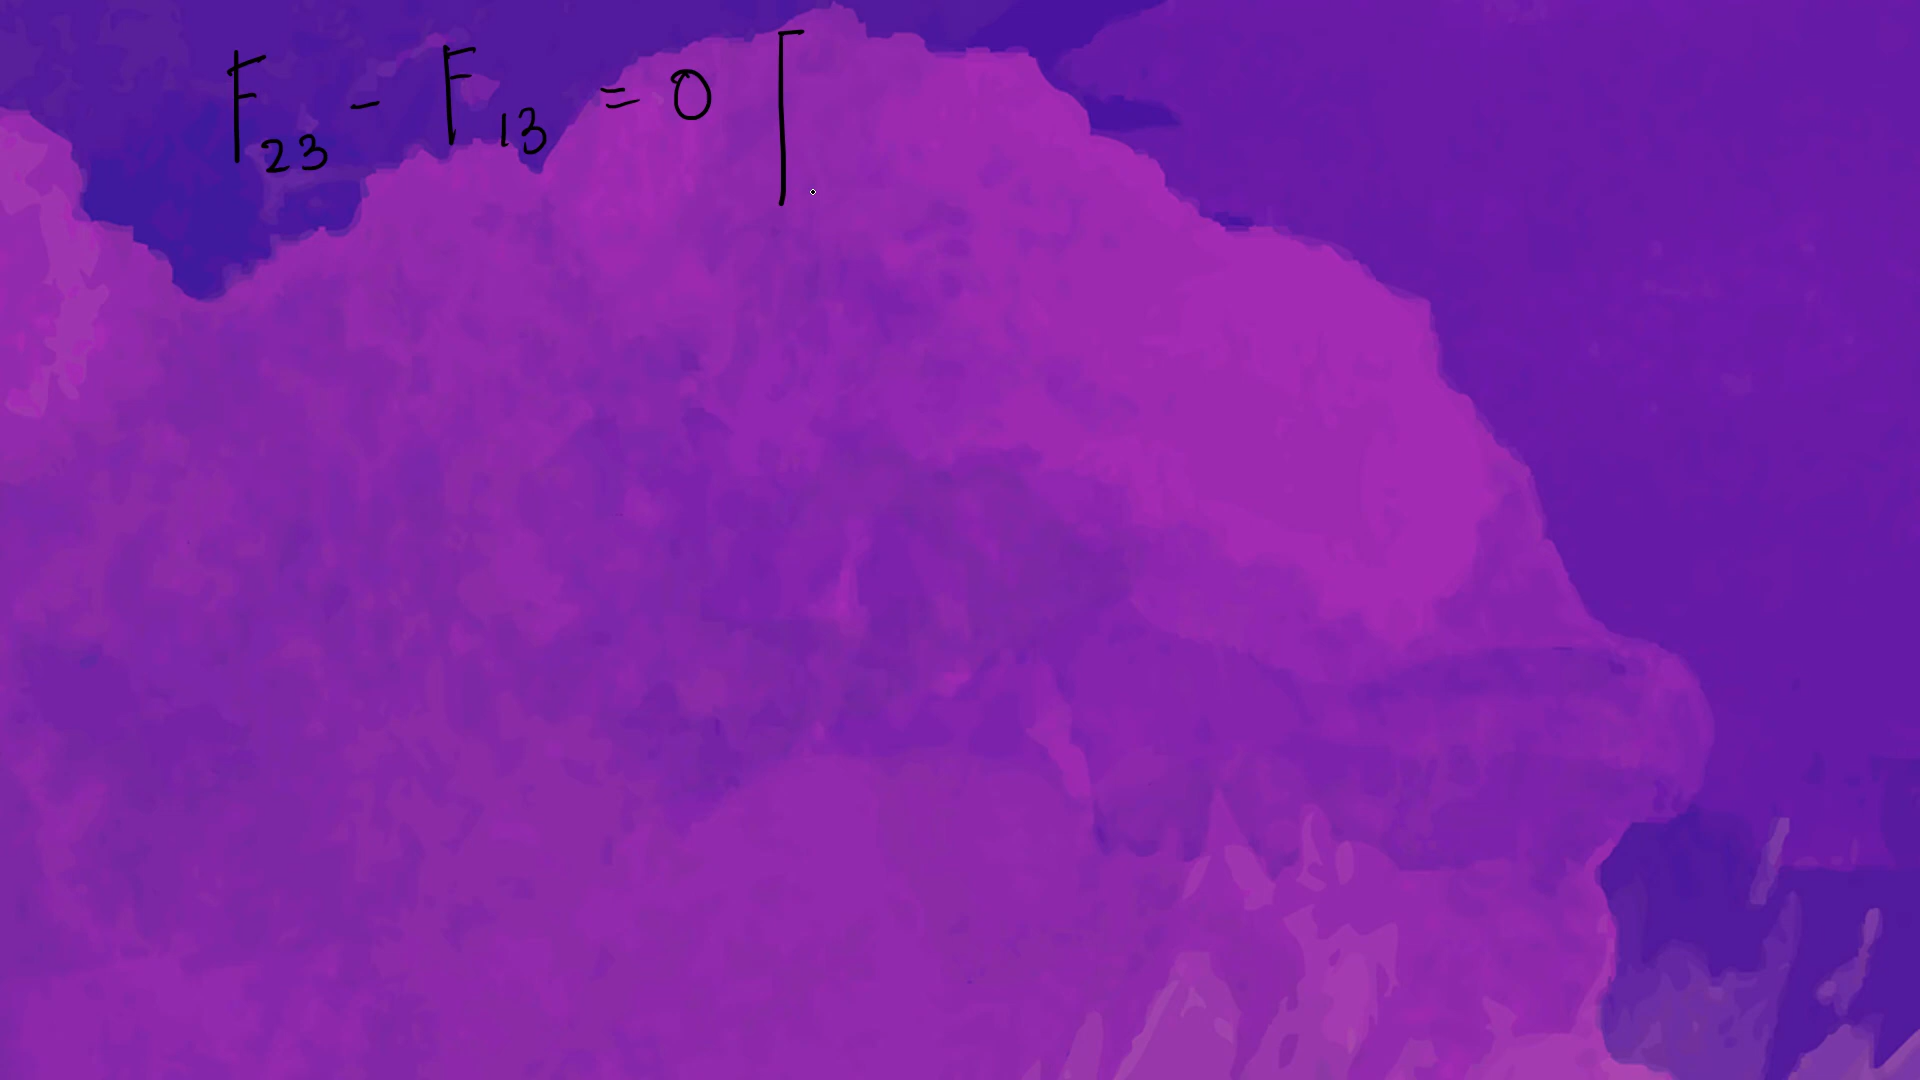 F₂₃ - F₁₃ = 0 [